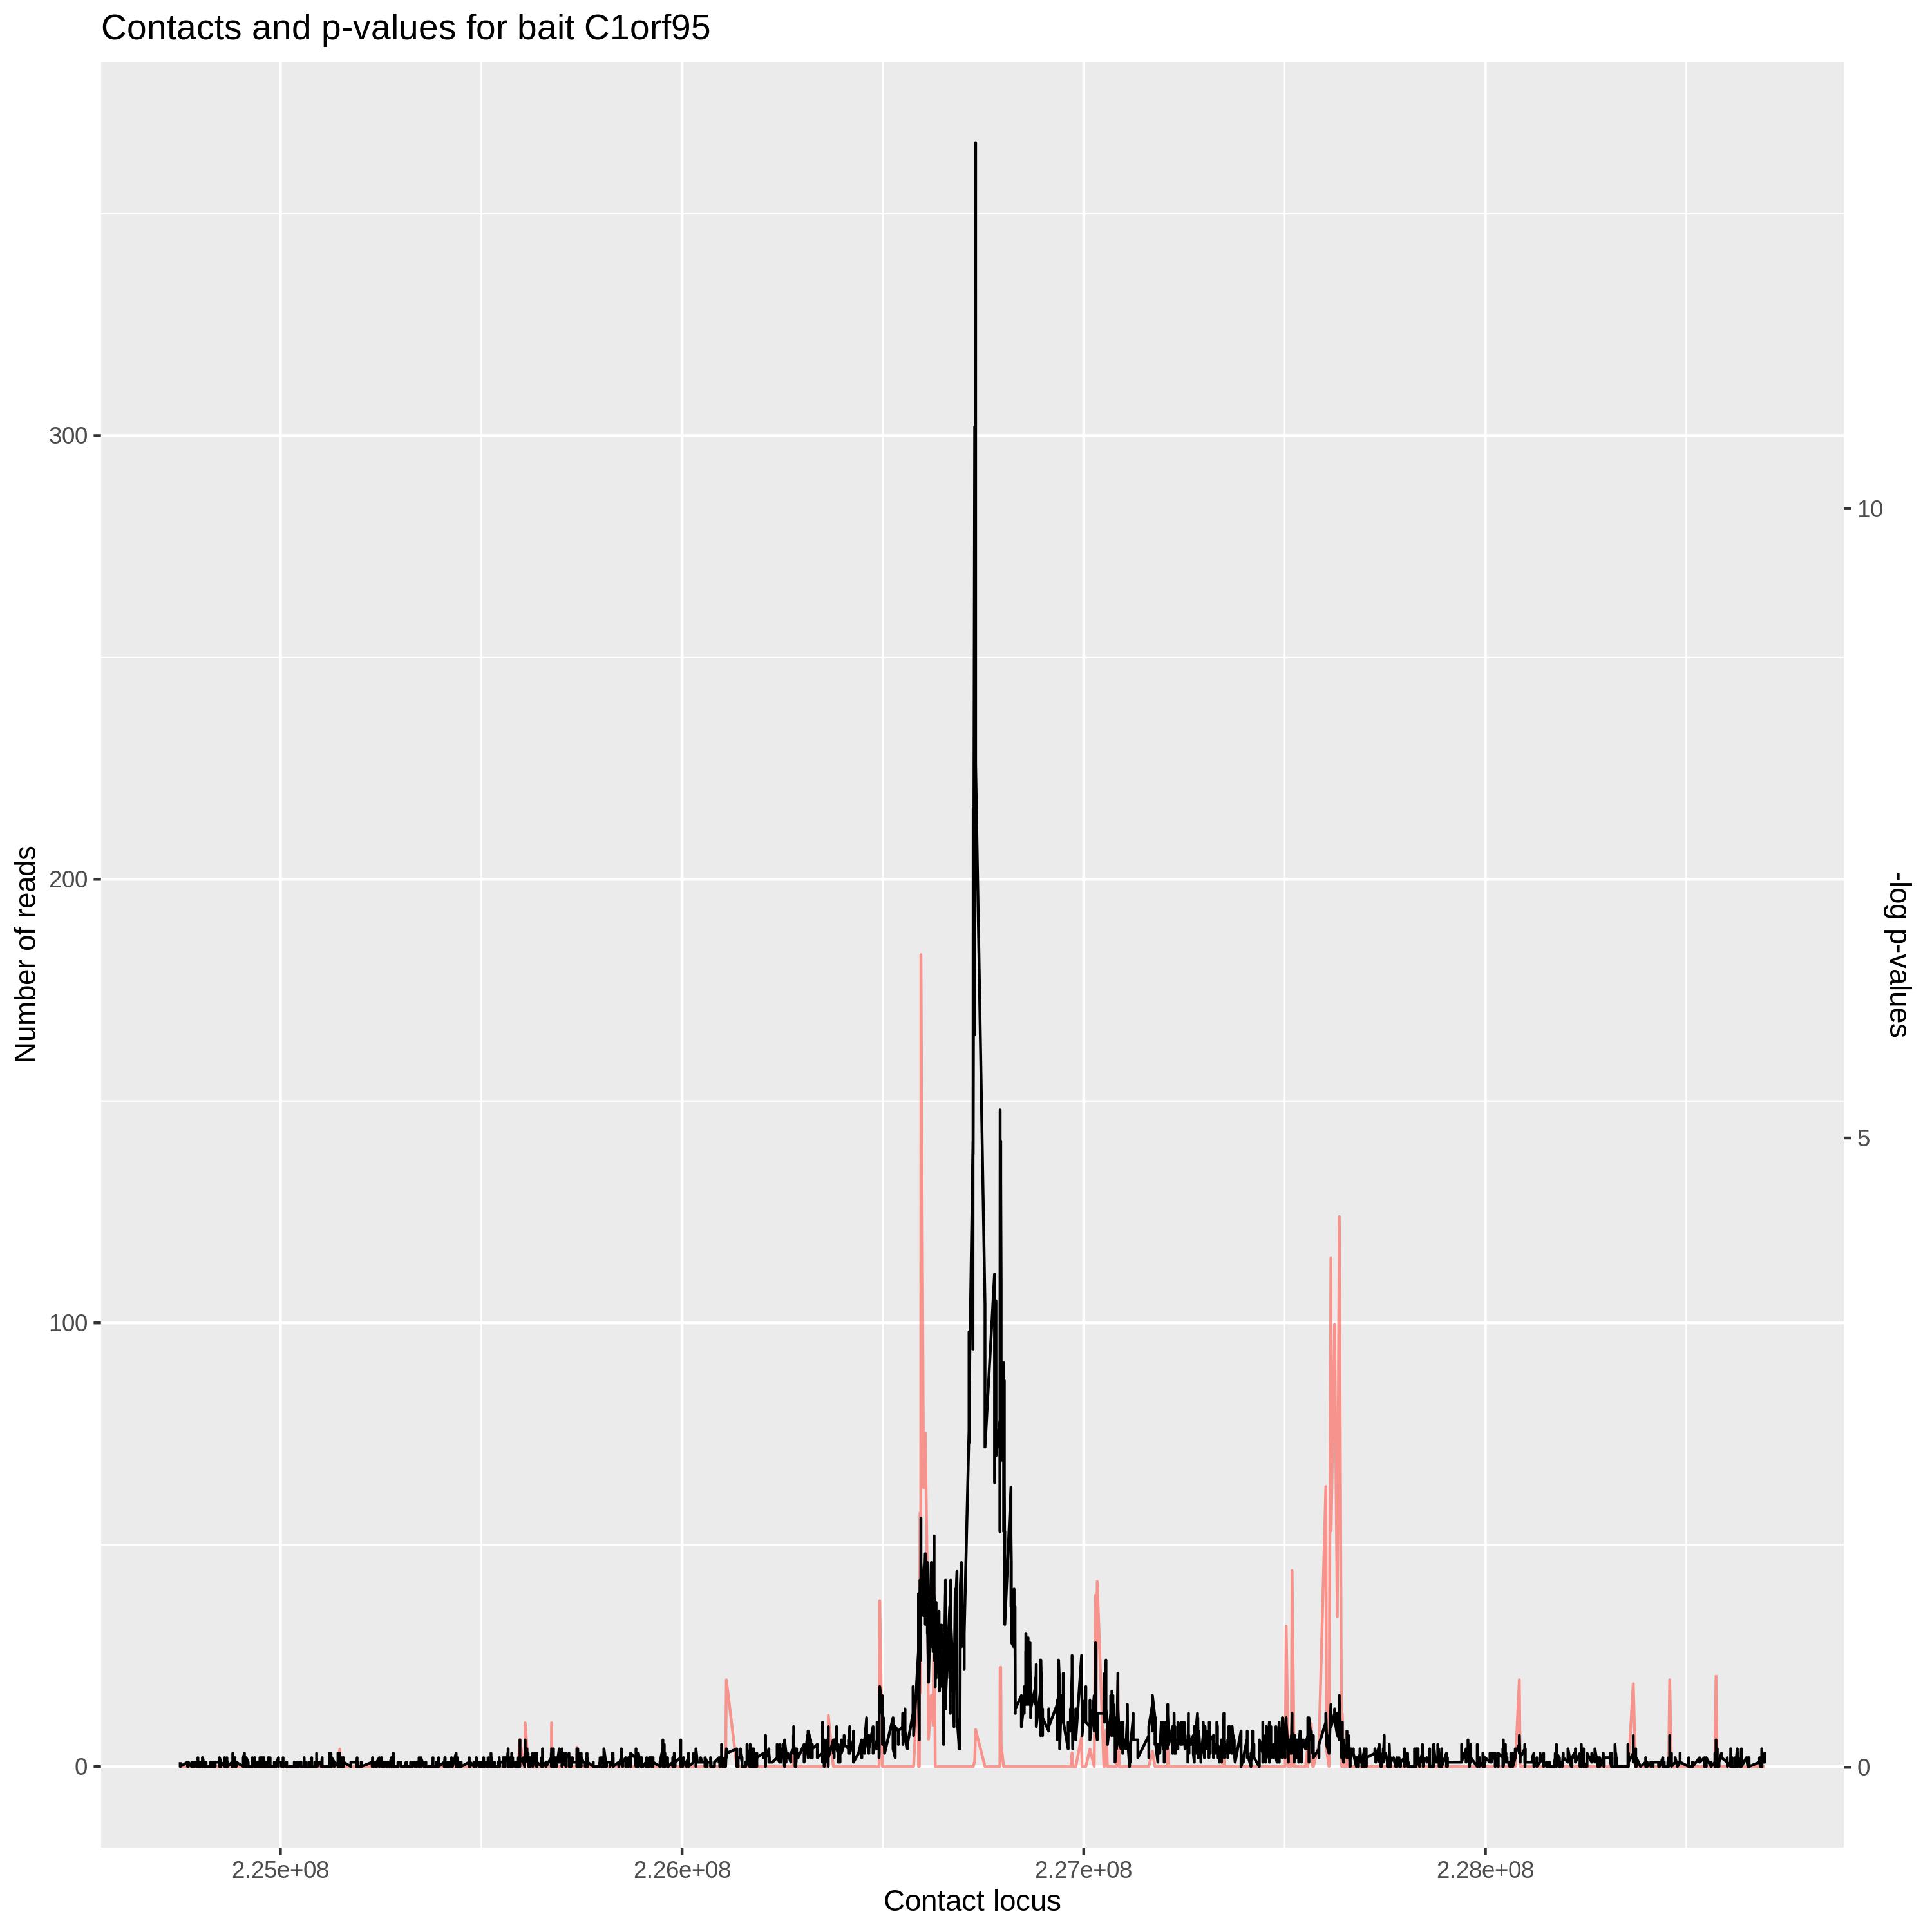 Contacts and p-values for bait C1orf95
Number of reads
300
200
100
0
10
5
0
-log p-values
2.25e+08 2.26e+08 2.27e+08 2.28e+08
Contact locus